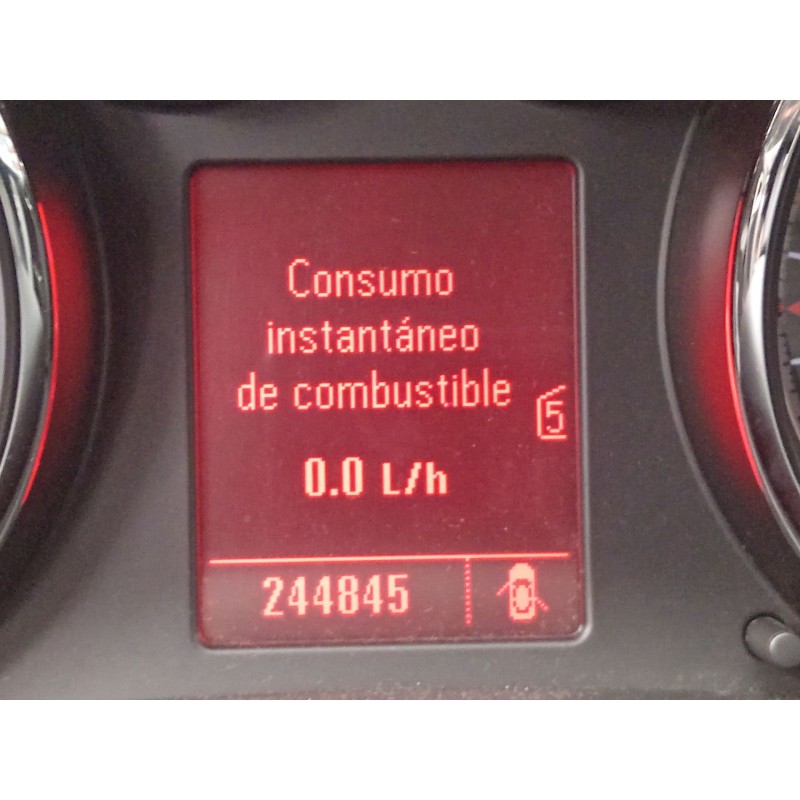 Consumo
instantáneo
de combustible
5
0.0 L/h
244845